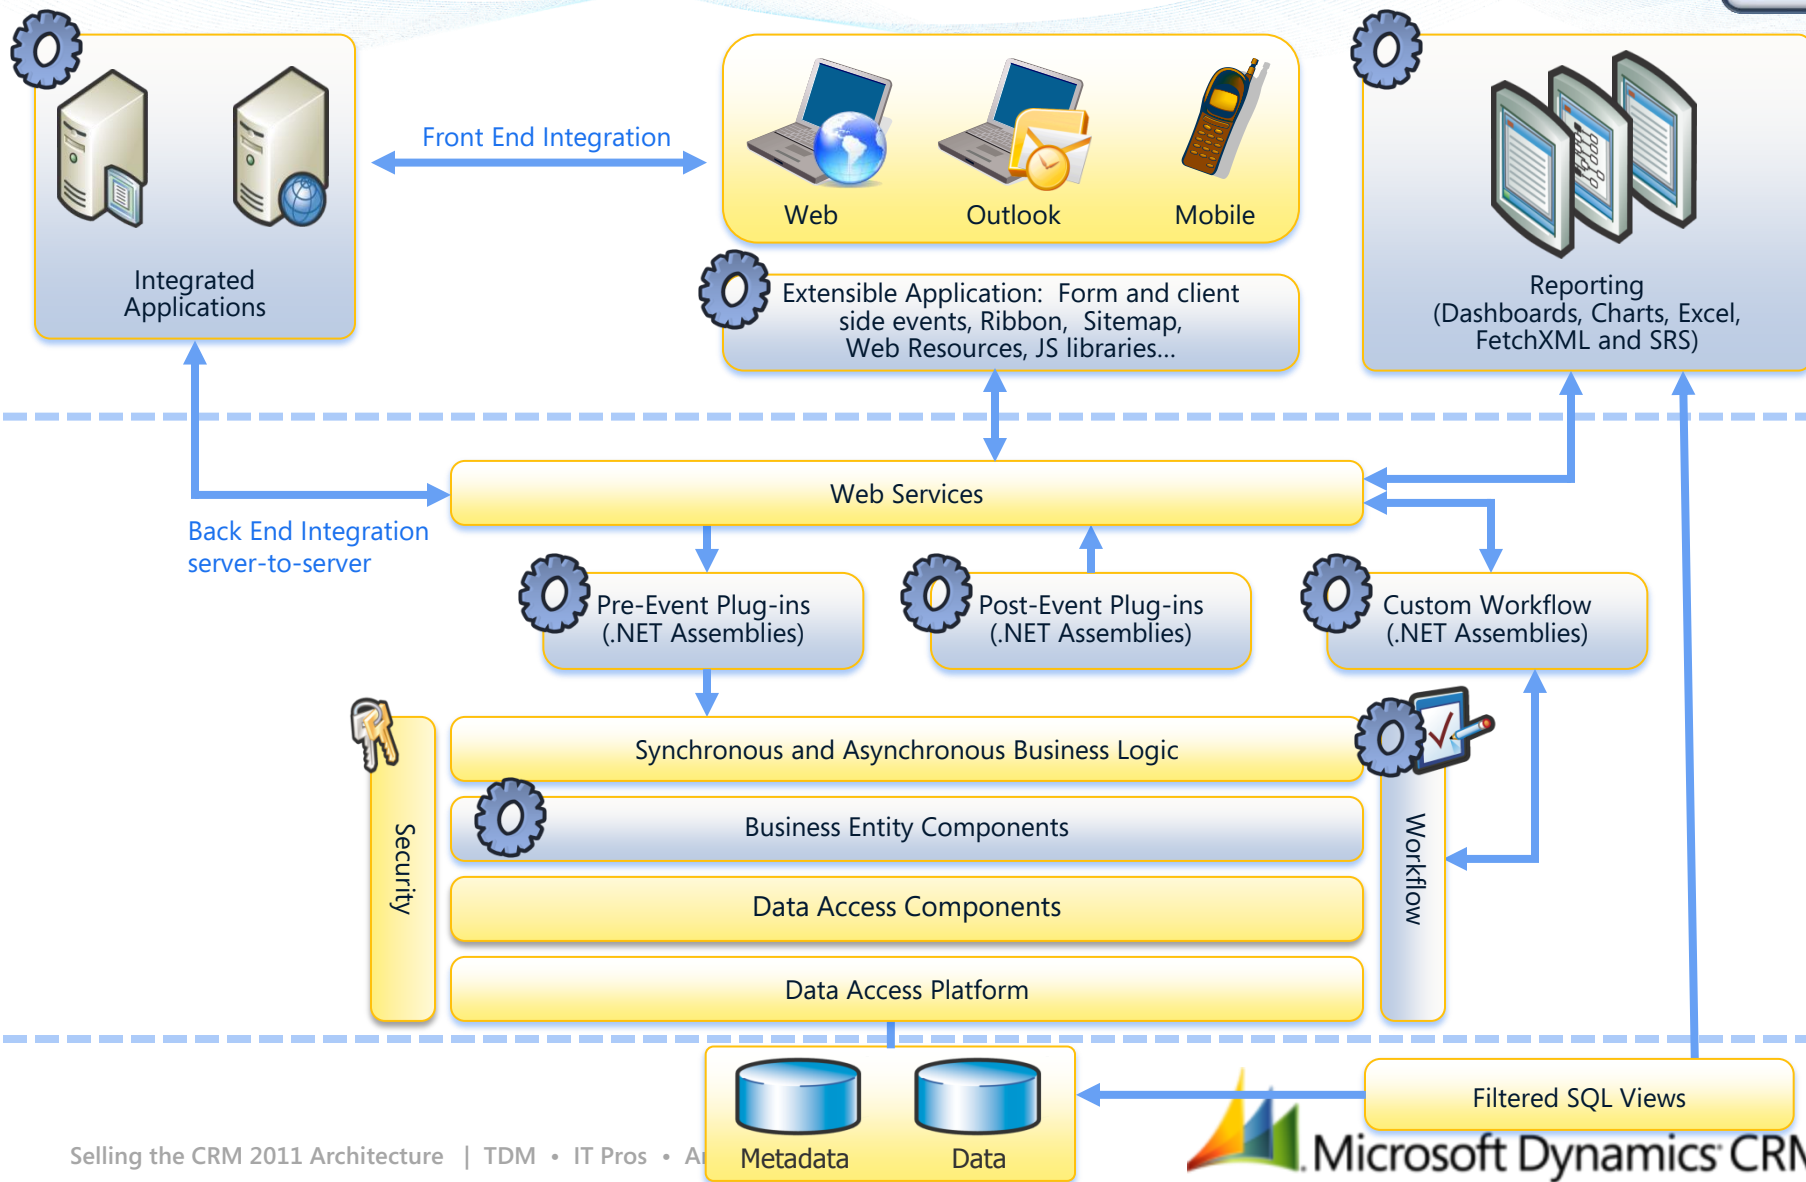 Front End Integration
Web
Outlook
Mobile
Integrated
Applications
Extensible Application:  Form and client
side events, Ribbon,  Sitemap,
Web Resources, JS libraries...
Reporting
(Dashboards, Charts, Excel,
FetchXML and SRS)
Web Services
Back End Integration
server-to-server
Pre-Event Plug-ins
(.NET Assemblies)
Post-Event Plug-ins
(.NET Assemblies)
Custom Workflow
(.NET Assemblies)
Security
Synchronous and Asynchronous Business Logic
Business Entity Components
Data Access Components
Data Access Platform
Workflow
Metadata
Data
Filtered SQL Views
Selling the CRM 2011 Architecture | TDM • IT Pros •
Microsoft Dynamics CRM